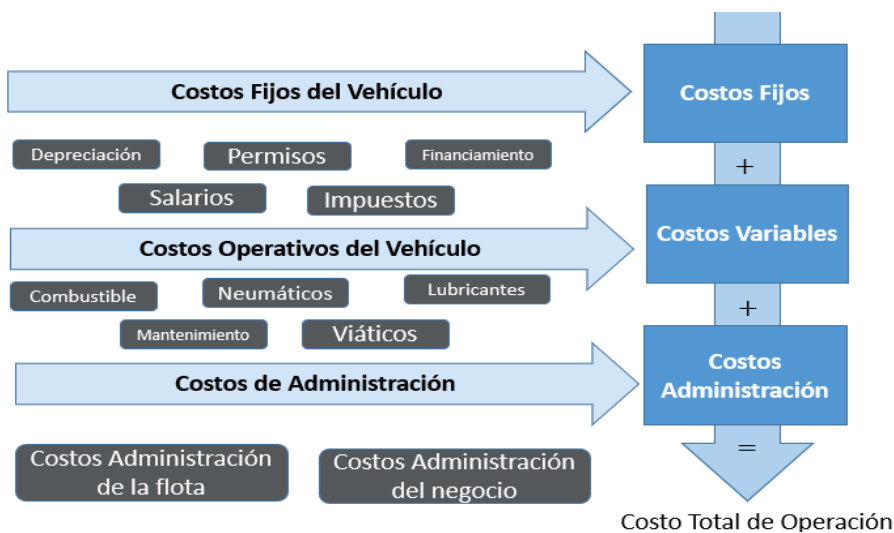 Costos Fijos del Vehículo
Costos Fijos
Depreciación
Permisos
Financiamiento
+
Salarios
Impuestos
Costos Operativos del Vehículo
Costos Variables
Combustible
Neumáticos
Lubricantes
+
Mantenimiento
Viáticos
Costos de Administración
Costos
Administración
Costos Administración
de la flota
Costos Administración
del negocio
=
Costo Total de Operación